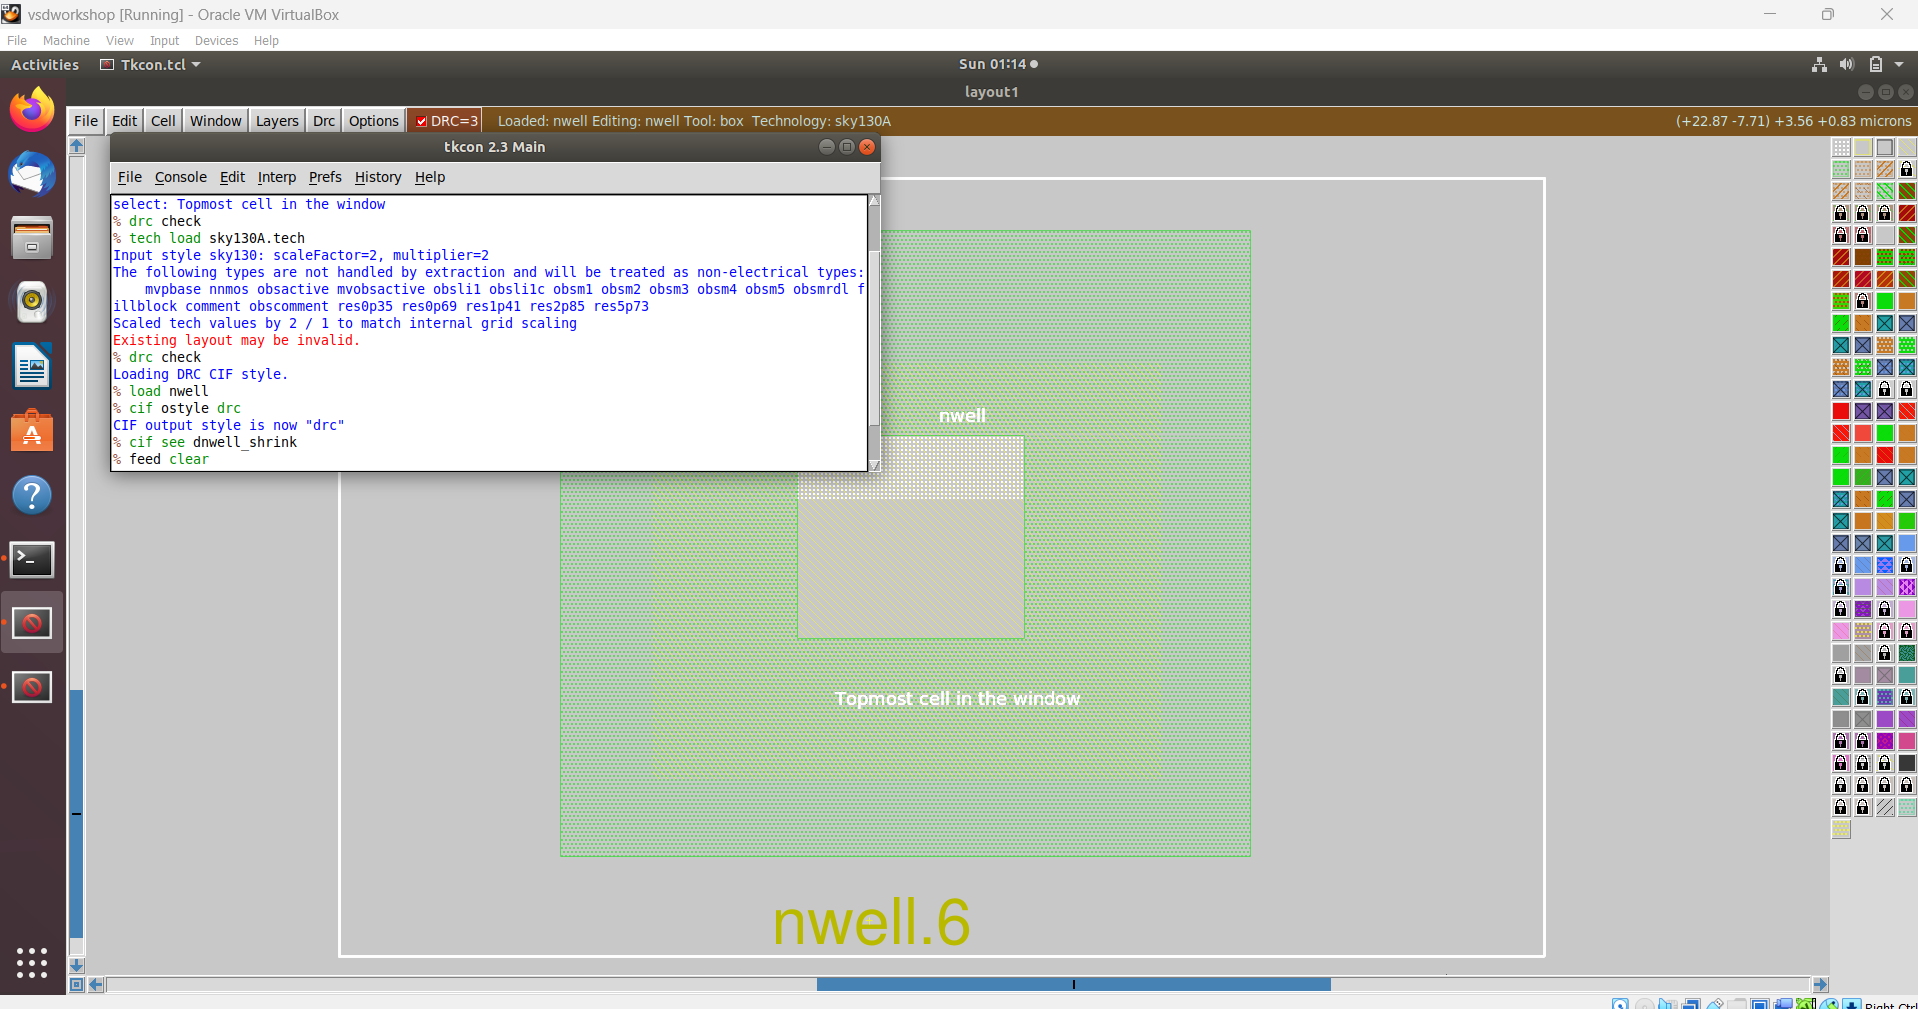 vsdworkshop [Running] - Oracle VM VirtualBox
File Machine View Input Devices Help
Activities Tkcon.tcl Sun 01:14
layout1
File Edit Cell Window Layers Drc Options DRC=3 Loaded: nwell Editing: nwell Tool: box Technology: sky130A (+22.87 -7.71) +3.56 +0.83 microns
tkcon 2.3 Main
File Console Edit Interp Prefs History Help
select: Topmost cell in the window
% drc check
% tech load sky130A.tech
Input style sky130: scaleFactor=2, multiplier=2
The following types are not handled by extraction and will be treated as non-electrical types:
mvpbase nnmos obsactive mvobsactive obsli1 obsli1c obsm1 obsm2 obsm3 obsm4 obsm5 obsmrdl f
illblock comment obscomment res0p35 res0p69 res1p41 res2p85 res5p73
Scaled tech values by 2 / 1 to match internal grid scaling
Existing layout may be invalid.
% drc check
Loading DRC CIF style.
% load nwell
% cif ostyle drc
CIF output style is now "drc"
% cif see dnwell_shrink
% feed clear
nwell
Topmost cell in the window
nwell.6
Right Ctrl